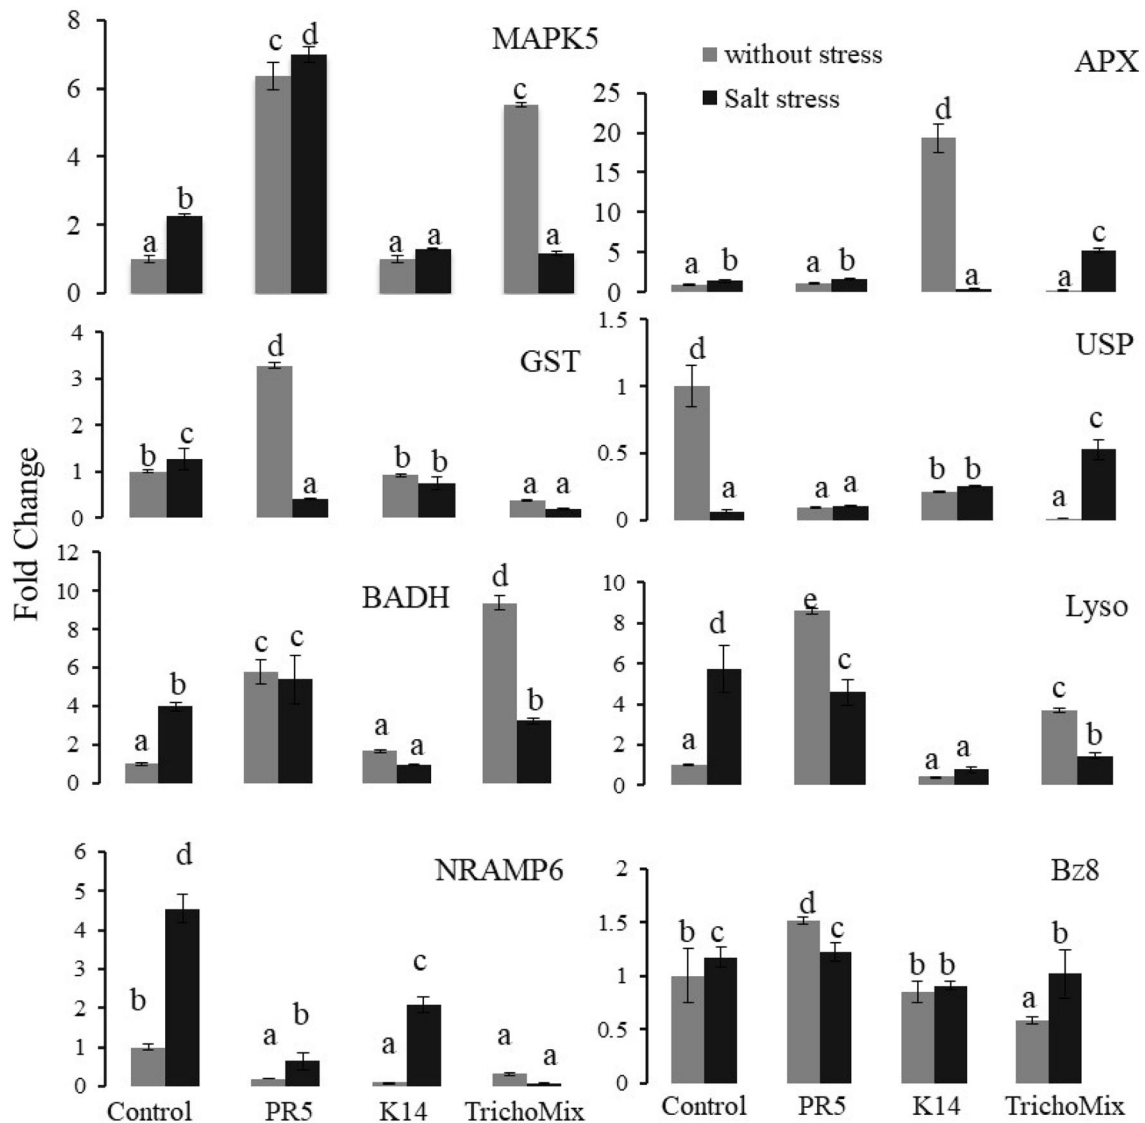 Fold Change
MAPK5
8
6
4
2
0
a b c d a a c a
without stress
Salt stress
APX
25
20
15
10
5
0
a b a b d a a c
GST
4
3
2
1
0
b c d a b b a a
USP
1.5
1
0.5
0
d a a a b b a c
BADH
12
10
8
6
4
2
0
a b c c a a d b
Lyso
10
8
6
4
2
0
a d e c a a c b
NRAMP6
6
5
4
3
2
1
0
b d a b a c a a
Control PR5 K14 TrichoMix
Bz8
2
1.5
1
0.5
0
b c d c b b a b
Control PR5 K14 TrichoMix